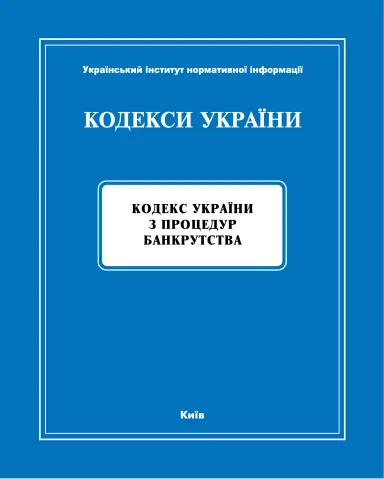 Український інститут нормативної інформації
КОДЕКСИ УКРАЇНИ
КОДЕКС УКРАЇНИ
З ПРОЦЕДУР
БАНКРУТСТВА
Київ